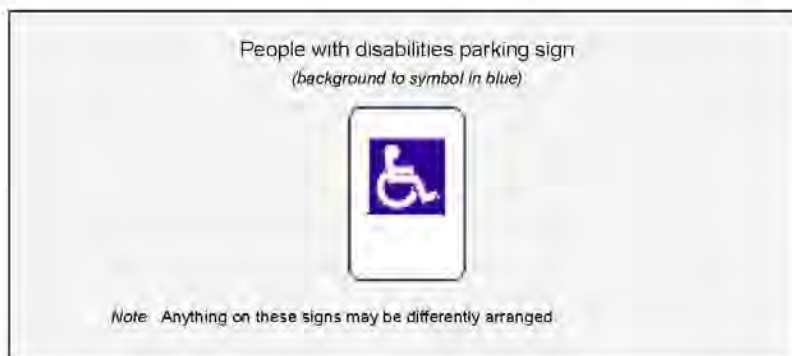 People with disabilities parking sign
(background to symbol in blue)
Note Anything on these signs may be differently arranged.